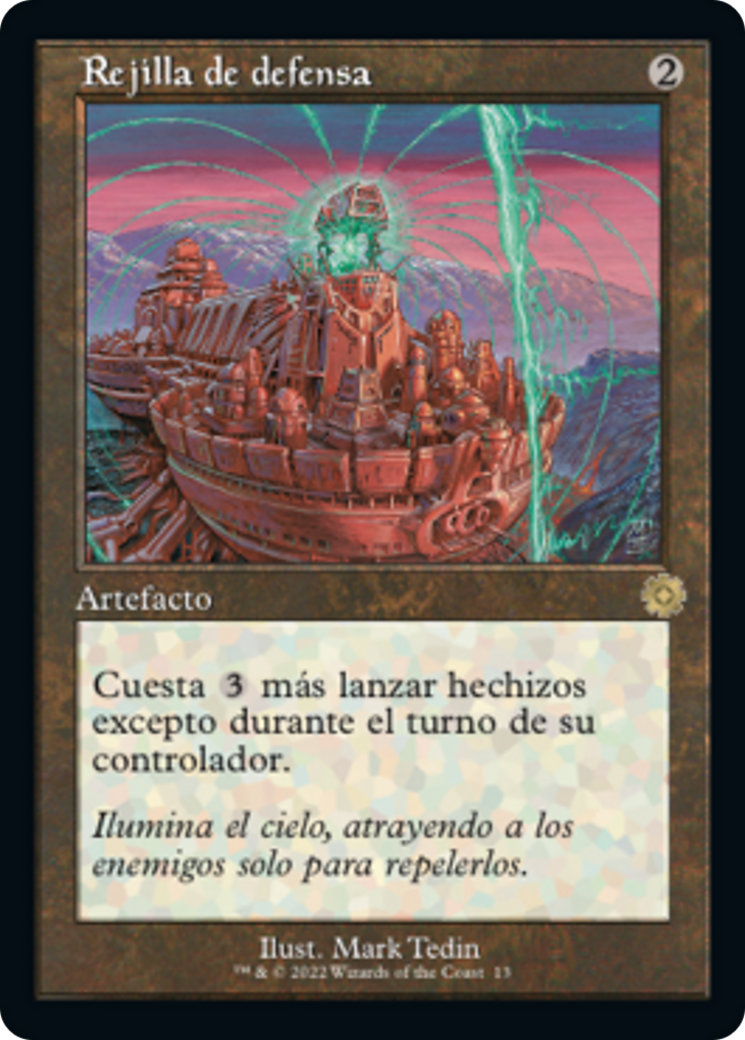 Rejilla de defensa 2
Artefacto
Cuesta 3 más lanzar hechizos
excepto durante el turno de su
controlador.
Ilumina el cielo, atrayendo a los
enemigos solo para repelerlos.
Ilust. Mark Tedin
™ & © 2022 Wizards of the Coast 13